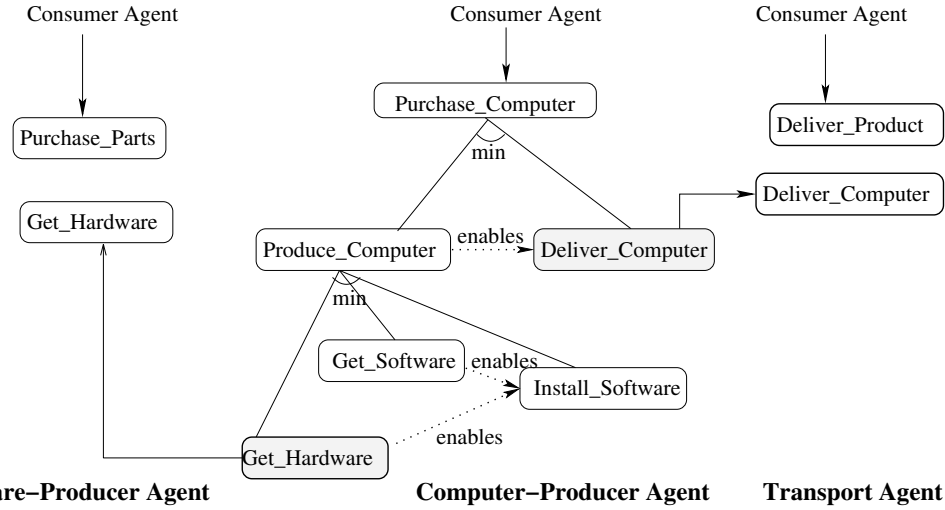 Consumer Agent
Consumer Agent
Consumer Agent
Purchase_Computer
Purchase_Parts
Deliver_Product
min
Deliver_Computer
Get_Hardware
enables
Produce_Computer
Deliver_Computer
min
Get_Software
enables
Install_Software
enables
Get_Hardware
are–Producer Agent
Computer–Producer Agent
Transport Agent